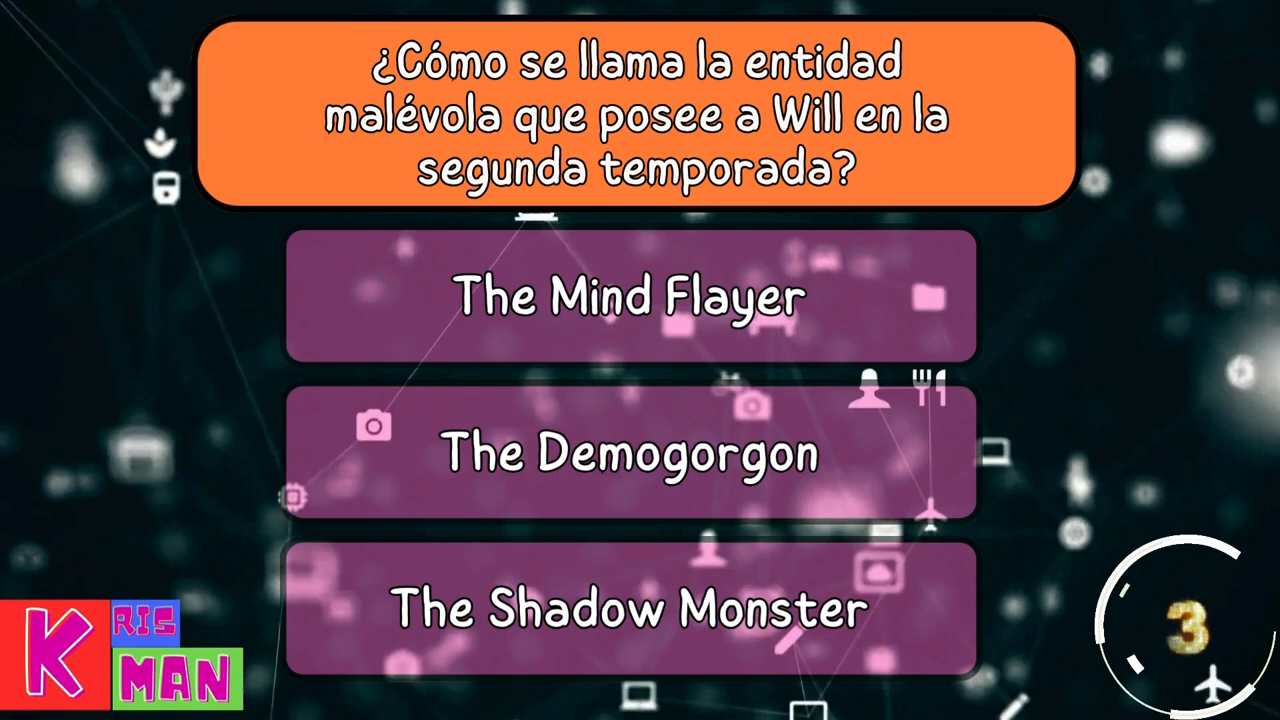 ¿Cómo se llama la entidad
malévola que posee a Will en la
segunda temporada?
The Mind Flayer
The Demogorgon
The Shadow Monster
KRIS
MAN
3